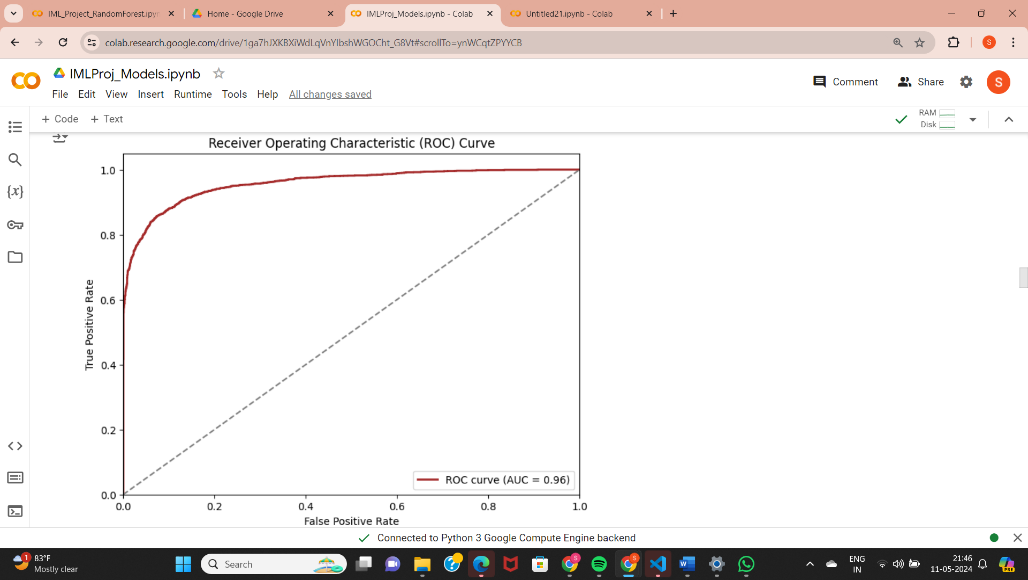 IML_Project_RandomForest.ipy
Home - Google Drive
IMLProj_Models.ipynb - Colab
Untitled21.ipynb - Colab
colab.research.google.com/drive/1ga7hJXKBXiWdLqVnYlbshWGOCht_G8Vt#scrollTo=ynWCqtZPYYCB
S
IMLProj_Models.ipynb
File Edit View Insert Runtime Tools Help All changes saved
Comment
Share
S
+ Code + Text
RAM
Disk
{x}
Receiver Operating Characteristic (ROC) Curve
1.0
0.8
0.6
0.4
0.2
0.0
True Positive Rate
ROC curve (AUC = 0.96)
0.0 0.2 0.4 0.6 0.8 1.0
False Positive Rate
Connected to Python 3 Google Compute Engine backend
1
83°F
Mostly clear
Search
ENG
IN
21:46
11-05-2024